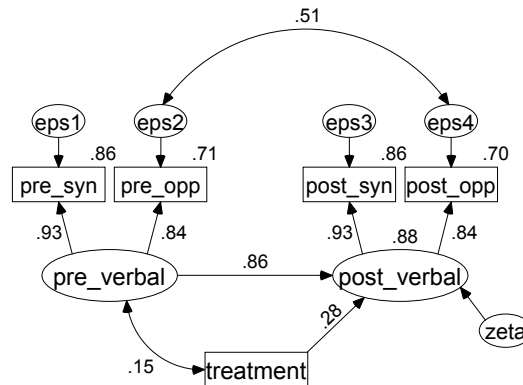 .51
eps1 eps2 eps3 eps4
.86 .71 .86 .70
pre_syn pre_opp post_syn post_opp
.93 .84 .93 .88 .84
pre_verbal .86 post_verbal
.28
zeta
.15 treatment